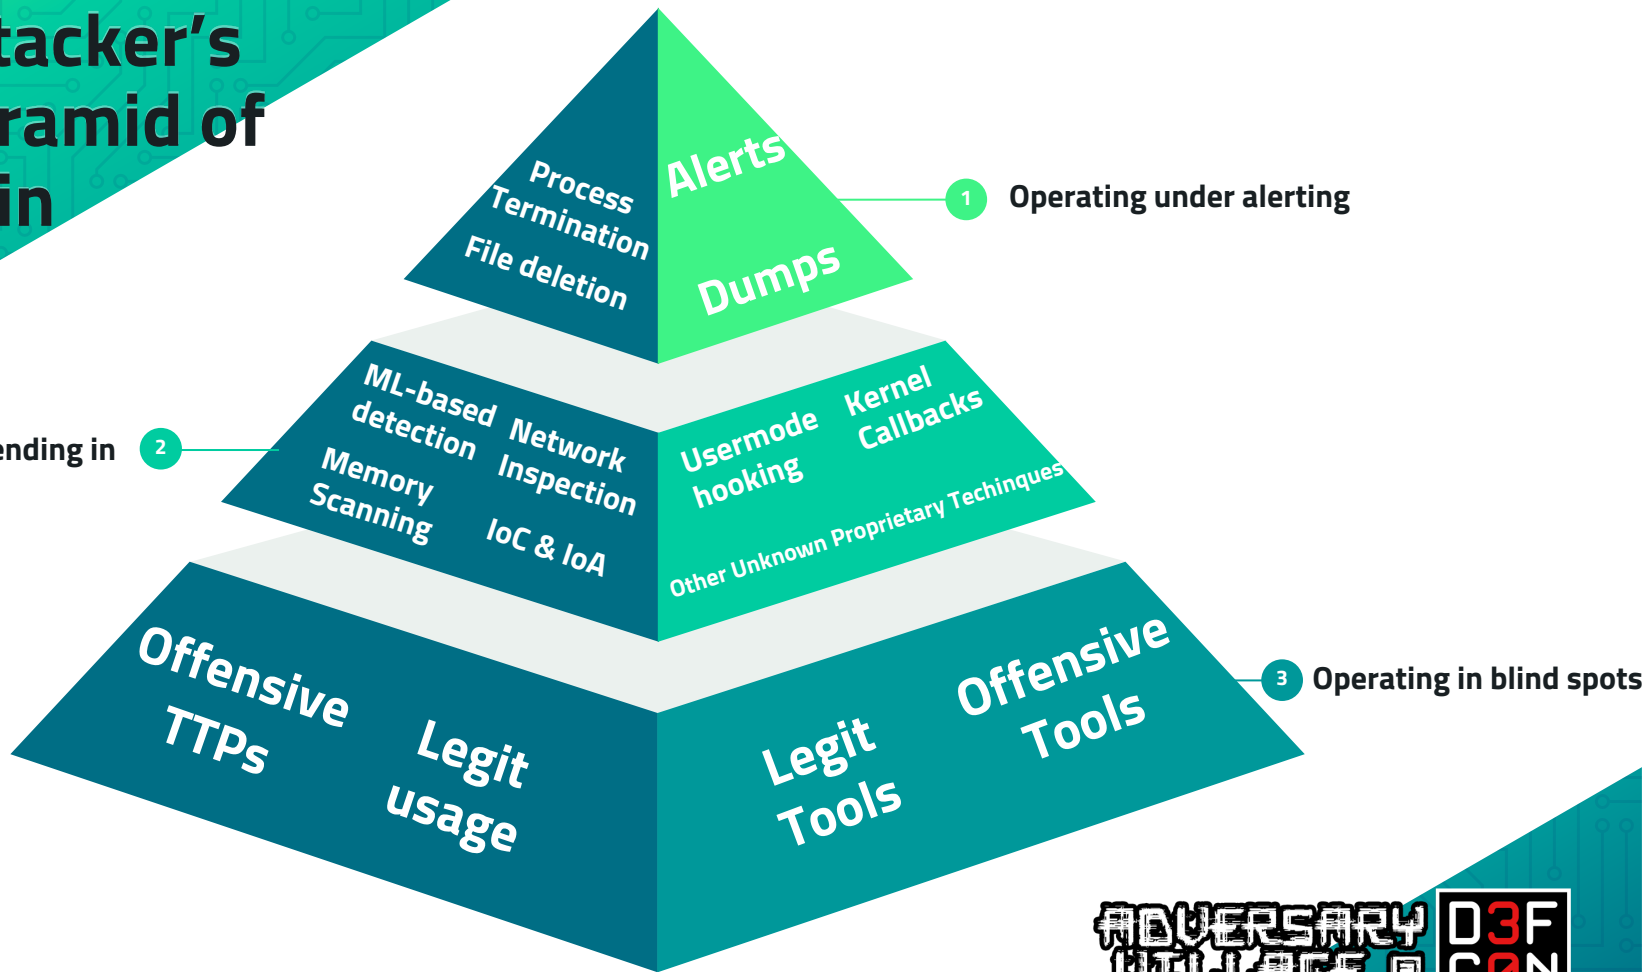 tacker's
ramid of
in
Process
Termination
File deletion
Alerts
Dumps
1
Operating under alerting
ending in
2
ML-based
detection
Network
Inspection
Memory
Scanning
IoC & IoA
Usermode
hooking
Kernel
Callbacks
Other Unknown Proprietary Techinques
Offensive
TTPs
Legit
usage
Legit
Tools
Offensive
Tools
3
Operating in blind spots
ADVERSARY
VILLAGE @
D3F
C0N